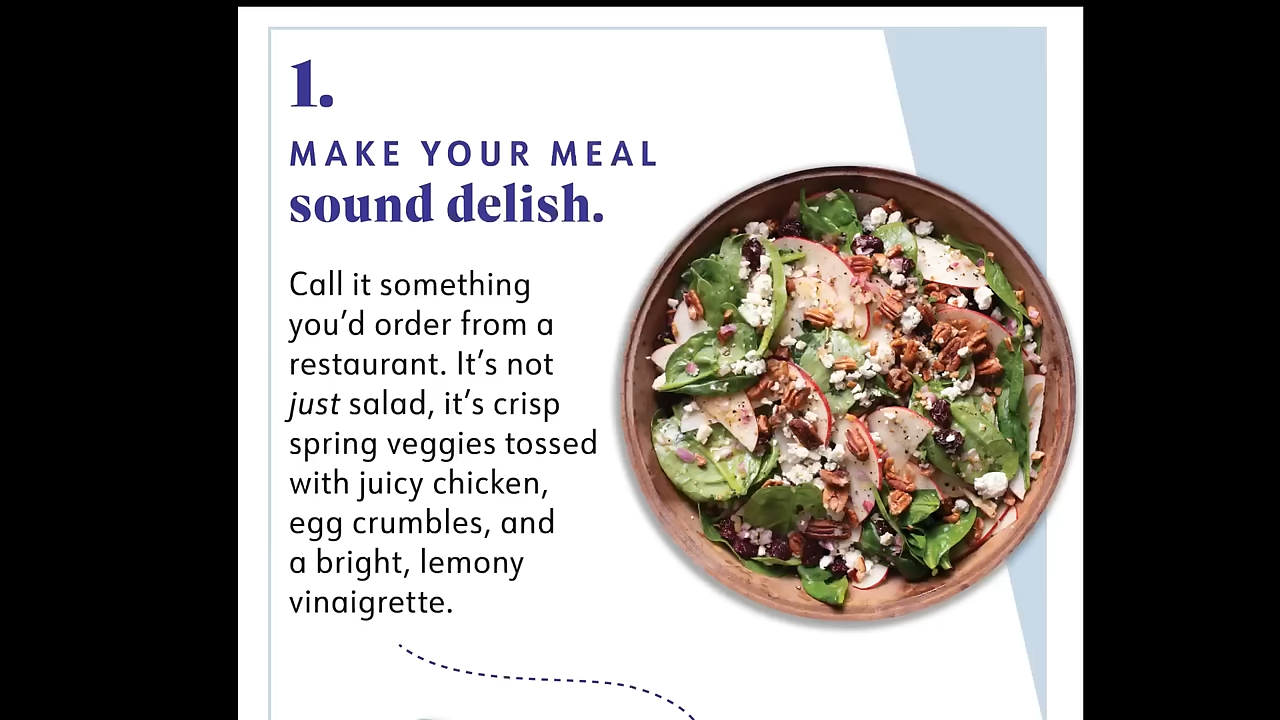 1.
MAKE YOUR MEAL
sound delish.
Call it something
you’d order from a
restaurant. It’s not
just salad, it’s crisp
spring veggies tossed
with juicy chicken,
egg crumbles, and
a bright, lemony
vinaigrette.